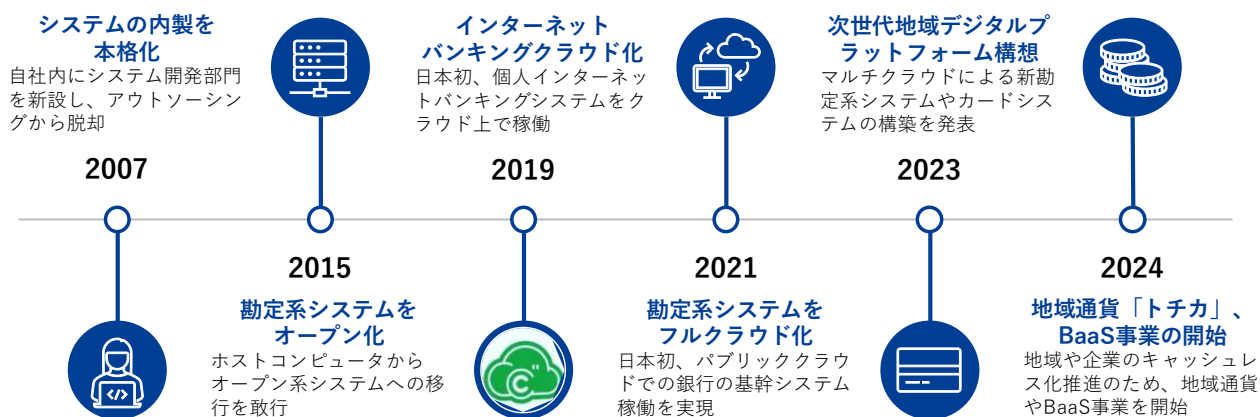 システムの内製を
本格化
自社内にシステム開発部門
を新設し、アウトソーシン
グから脱却
2007
2015
勘定系システムを
オープン化
ホストコンピュータから
オープン系システムへの移
行を敢行
インターネット
バンキングクラウド化
日本初、個人インターネッ
トバンキングシステムをク
ラウド上で稼働
2019
C
2021
勘定系システムを
フルクラウド化
日本初、パブリッククラウ
ドでの銀行の基幹システム
稼働を実現
次世代地域デジタルプ
ラットフォーム構想
マルチクラウドによる新勘
定系システムやカードシス
テムの構築を発表
2023
2024
地域通貨「トチカ」、
BaaS事業の開始
地域や企業のキャッシュレ
ス化推進のため、地域通貨
やBaaS事業を開始